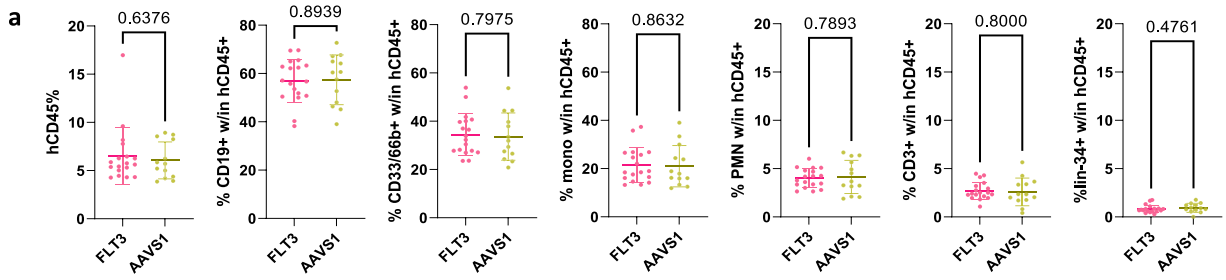 a
0.6376
hCD45%
20
15
10
5
0
FLT3
AAVS1
0.8939
% CD19+ w/in hCD45+
80
60
40
20
0
FLT3
AAVS1
0.7975
% CD33/66b+ w/in hCD45+
80
60
40
20
0
FLT3
AAVS1
0.8632
% mono w/in hCD45+
80
60
40
20
0
FLT3
AAVS1
0.7893
% PMN w/in hCD45+
20
15
10
5
0
FLT3
AAVS1
0.8000
% CD3+ w/in hCD45+
20
15
10
5
0
FLT3
AAVS1
0.4761
%lin-34+ w/in hCD45+
20
15
10
5
0
FLT3
AAVS1